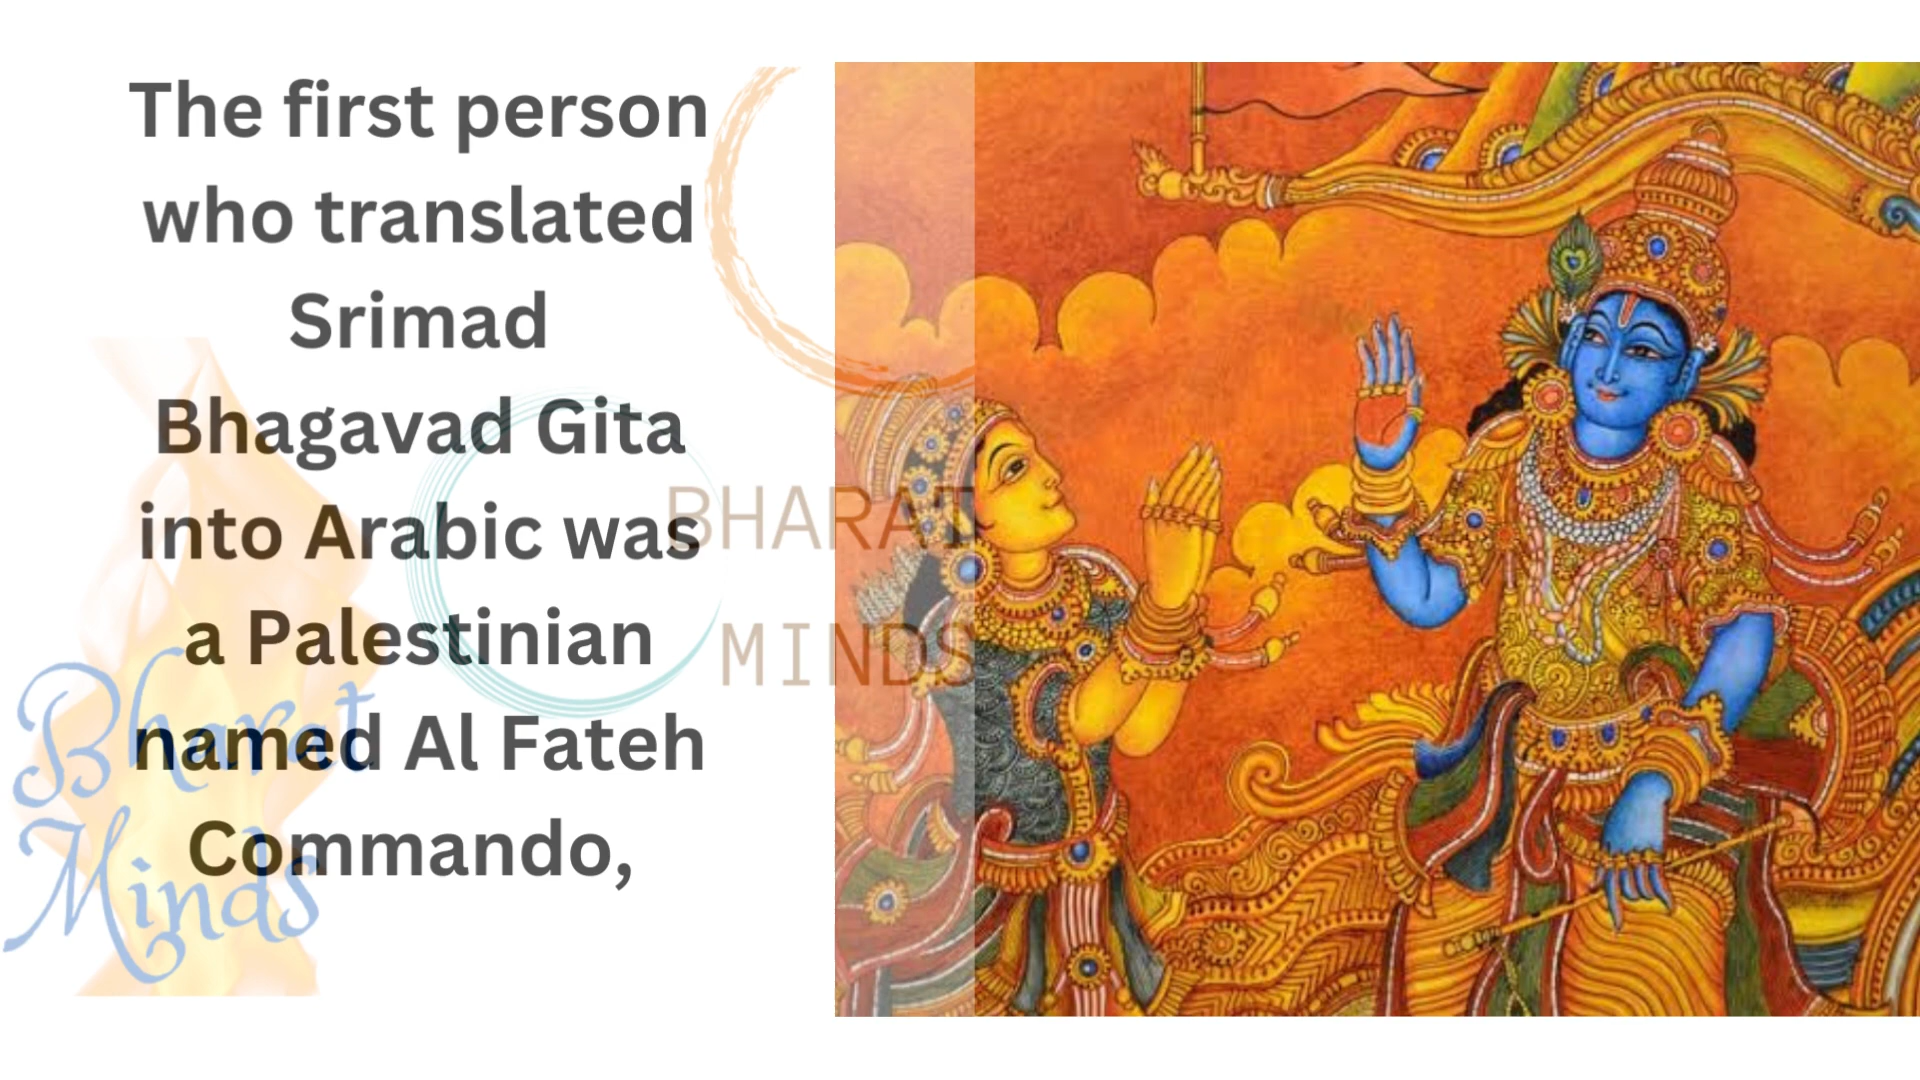 The first person
who translated
Srimad
Bhagavad Gita
into Arabic was
a Palestinian
named Al Fateh
Commando,
BHARAT
MINDS
Bharat
Minds